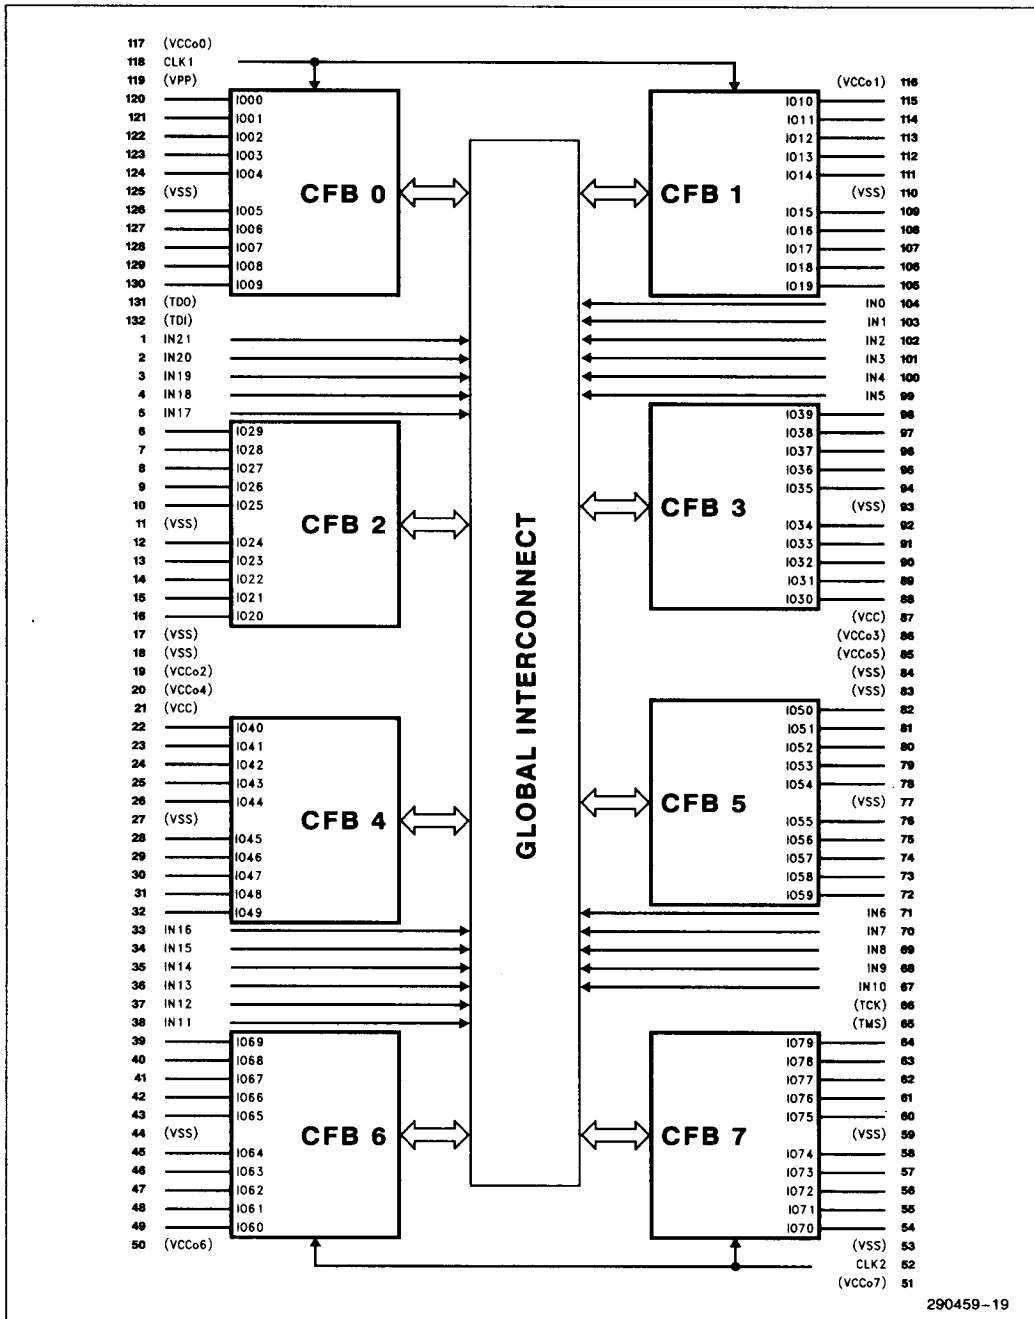 117 (VCCo0)
118 CLK1
119 (VPP)
120 IO00
121 IO01
122 IO02
123 IO03
124 IO04
125 (VSS)
CFB 0
126 IO05
127 IO06
128 IO07
129 IO08
130 IO09
131 (TDO)
132 (TDI)
1 IN21
2 IN20
3 IN19
4 IN18
5 IN17
6 IO29
7 IO28
8 IO27
9 IO26
10 IO25
11 (VSS)
CFB 2
12 IO24
13 IO23
14 IO22
15 IO21
16 IO20
17 (VSS)
18 (VSS)
19 (VCCo2)
20 (VCCo4)
21 (VCC)
22 IO40
23 IO41
24 IO42
25 IO43
26 IO44
27 (VSS)
CFB 4
28 IO45
29 IO46
30 IO47
31 IO48
32 IO49
33 IN16
34 IN15
35 IN14
36 IN13
37 IN12
38 IN11
39 IO69
40 IO68
41 IO67
42 IO66
43 IO65
44 (VSS)
CFB 6
45 IO64
46 IO63
47 IO62
48 IO61
49 IO60
50 (VCCo6)
GLOBAL INTERCONNECT
(VCCo1) 116
IO10 115
IO11 114
IO12 113
IO13 112
IO14 111
CFB 1
(VSS) 110
IO15 109
IO16 108
IO17 107
IO18 106
IO19 105
IN0 104
IN1 103
IN2 102
IN3 101
IN4 100
IN5 99
IO39 98
IO38 97
IO37 96
IO36 95
IO35 94
CFB 3
(VSS) 93
IO34 92
IO33 91
IO32 90
IO31 89
IO30 88
(VCC) 87
(VCCo3) 86
(VCCo5) 85
(VSS) 84
(VSS) 83
IO50 82
IO51 81
IO52 80
IO53 79
IO54 78
CFB 5
(VSS) 77
IO55 76
IO56 75
IO57 74
IO58 73
IO59 72
IN6 71
IN7 70
IN8 69
IN9 68
IN10 67
(TCK) 66
(TMS) 65
IO79 64
IO78 63
IO77 62
IO76 61
IO75 60
CFB 7
(VSS) 59
IO74 58
IO73 57
IO72 56
IO71 55
IO70 54
(VSS) 53
CLK2 52
(VCCo7) 51
290459-19